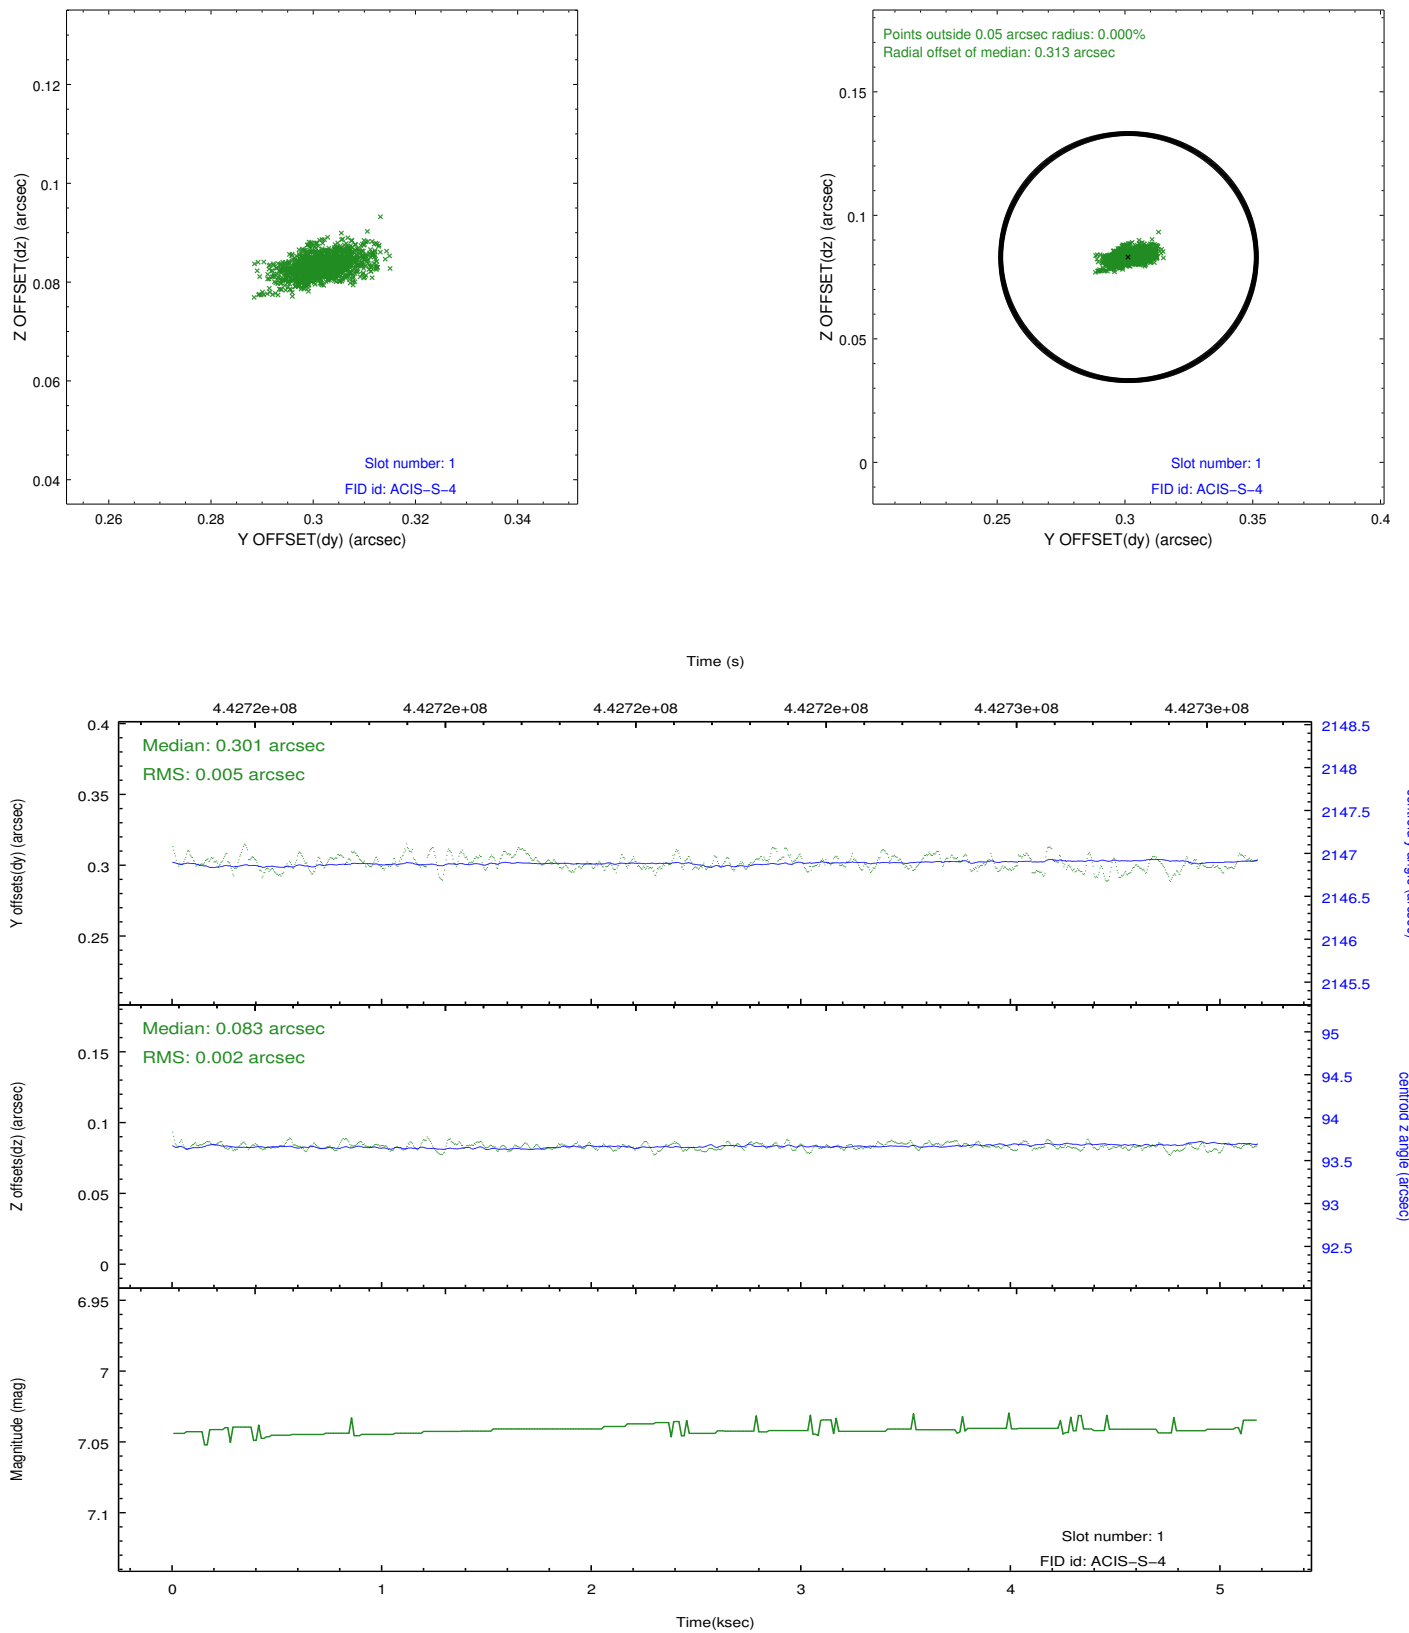 0.12
0.1
0.08
0.06
0.04
Z OFFSET(dz) (arcsec)
Slot number: 1
FID id: ACIS-S-4
0.26 0.28 0.3 0.32 0.34
Y OFFSET(dy) (arcsec)
Points outside 0.05 arcsec radius: 0.000%
Radial offset of median: 0.313 arcsec
0.15
0.1
0.05
0
Z OFFSET(dz) (arcsec)
Slot number: 1
FID id: ACIS-S-4
0.25 0.3 0.35 0.4
Y OFFSET(dy) (arcsec)
Time (s)
4.4272e+08 4.4272e+08 4.4272e+08 4.4272e+08 4.4273e+08 4.4273e+08
Median: 0.301 arcsec
RMS: 0.005 arcsec
0.4
0.35
0.3
0.25
Y offsets(dy) (arcsec)
2148.5
2148
2147.5
2147
2146.5
2146
2145.5
Median: 0.083 arcsec
RMS: 0.002 arcsec
0.15
0.1
0.05
0
Z offsets(dz) (arcsec)
95
94.5
94
93.5
93
92.5
centroid z angle (arcsec)
6.95
7
7.05
7.1
Magnitude (mag)
Slot number: 1
FID id: ACIS-S-4
0 1 2 3 4 5
Time(ksec)